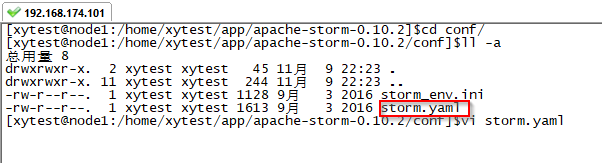 192.168.174.101
[xytest@node1:/home/xytest/app/apache-storm-0.10.2]$cd conf/
[xytest@node1:/home/xytest/app/apache-storm-0.10.2/conf]$ll -a
总用量 8
drwxrwxr-x.  2 xytest xytest   45 11月  9 22:23 .
drwxrwxr-x. 11 xytest xytest  244 11月  9 22:23 ..
-rw-r--r--.  1 xytest xytest 1128 9月   3 2016 storm_env.ini
-rw-r--r--.  1 xytest xytest 1613 9月   3 2016 storm.yaml
[xytest@node1:/home/xytest/app/apache-storm-0.10.2/conf]$vi storm.yaml